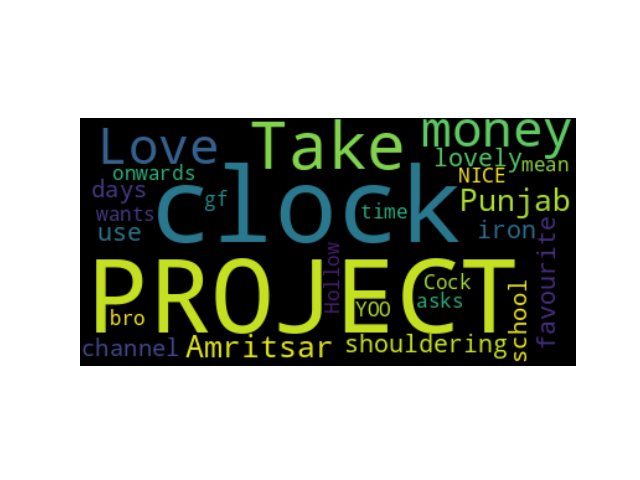 Love Take money
onwards lovely mean
days gf clock NICE
wants time Punjab
use iron
PROJECT Hollow Cock favourite
bro YOO asks school
channel Amritsar shouldering